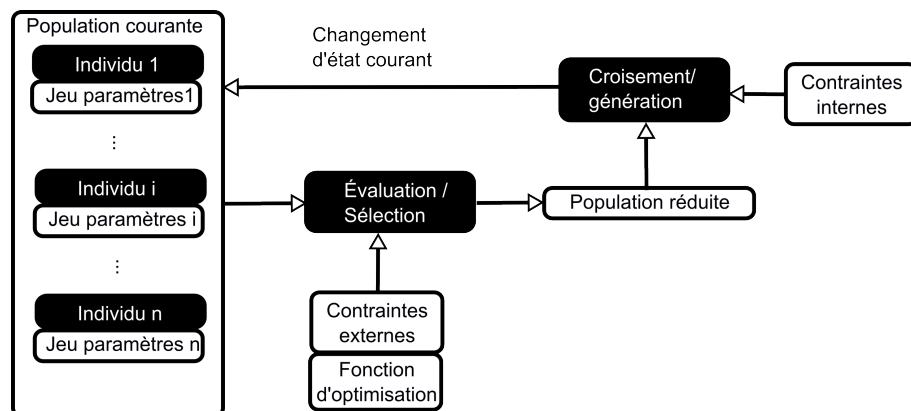 Population courante
Individu 1
Jeu paramètres1
...
Individu i
Jeu paramètres i
...
Individu n
Jeu paramètres n
Changement
d'état courant
Croisement/
génération
Contraintes
internes
Évaluation /
Sélection
Population réduite
Contraintes
externes
Fonction
d'optimisation